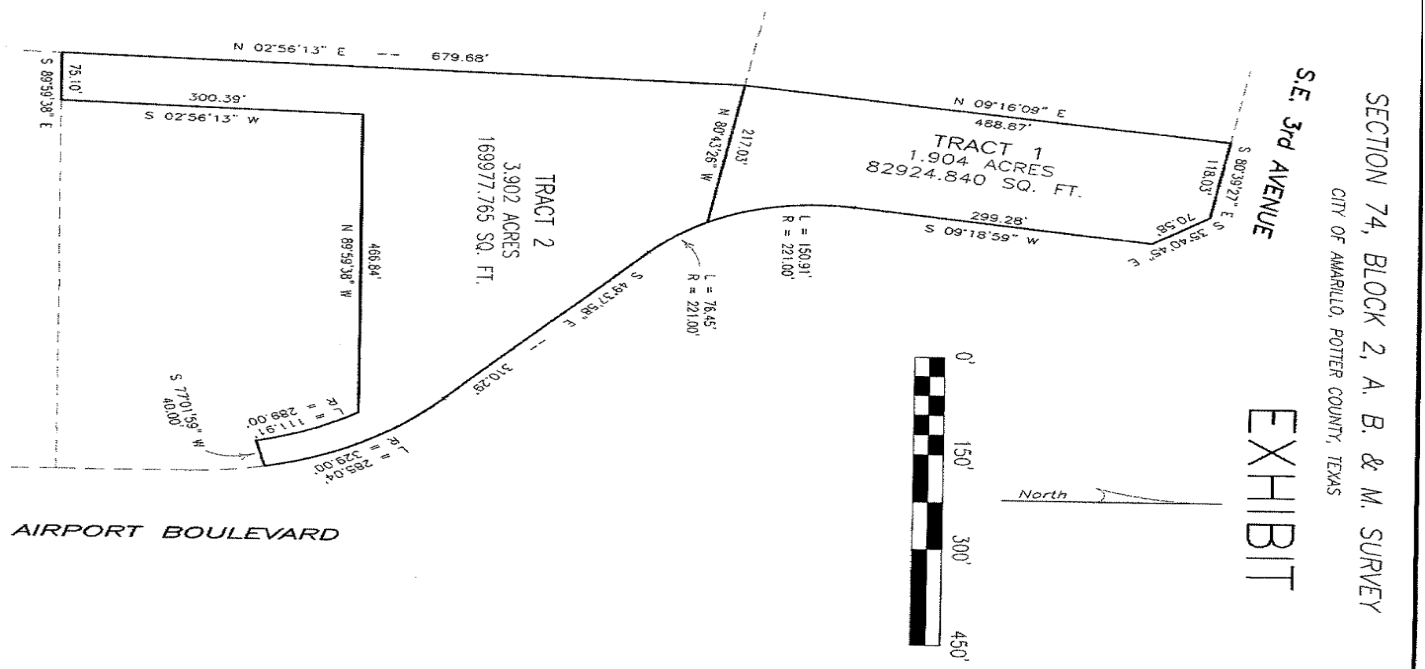 SECTION 74, BLOCK 2, A. B. & M. SURVEY
CITY OF AMARILLO, POTTER COUNTY, TEXAS
EXHIBIT
S.E. 3rd AVENUE
S 80°39'27" E
118.03'
S 35°40'45" E
70.58'
N 09°16'09" E
488.87'
TRACT 1
1.904 ACRES
82924.840 SQ. FT.
299.28'
S 09°18'59" W
L = 150.91'
R = 221.00'
217.03'
N 80°43'26" W
L = 76.45'
R = 221.00'
N 02°56'13" E -- 679.68'
TRACT 2
3.902 ACRES
169977.765 SQ. FT.
S 49°37'58" E -- 310.29'
75.10'
S 89°59'38" E
300.39'
S 02°56'13" W
466.84'
N 89°59'38" W
L = 111.91'
R = 289.00'
S 77°01'59" W
40.00'
L = 285.04'
R = 329.00'
North
0' 150' 300' 450'
AIRPORT BOULEVARD